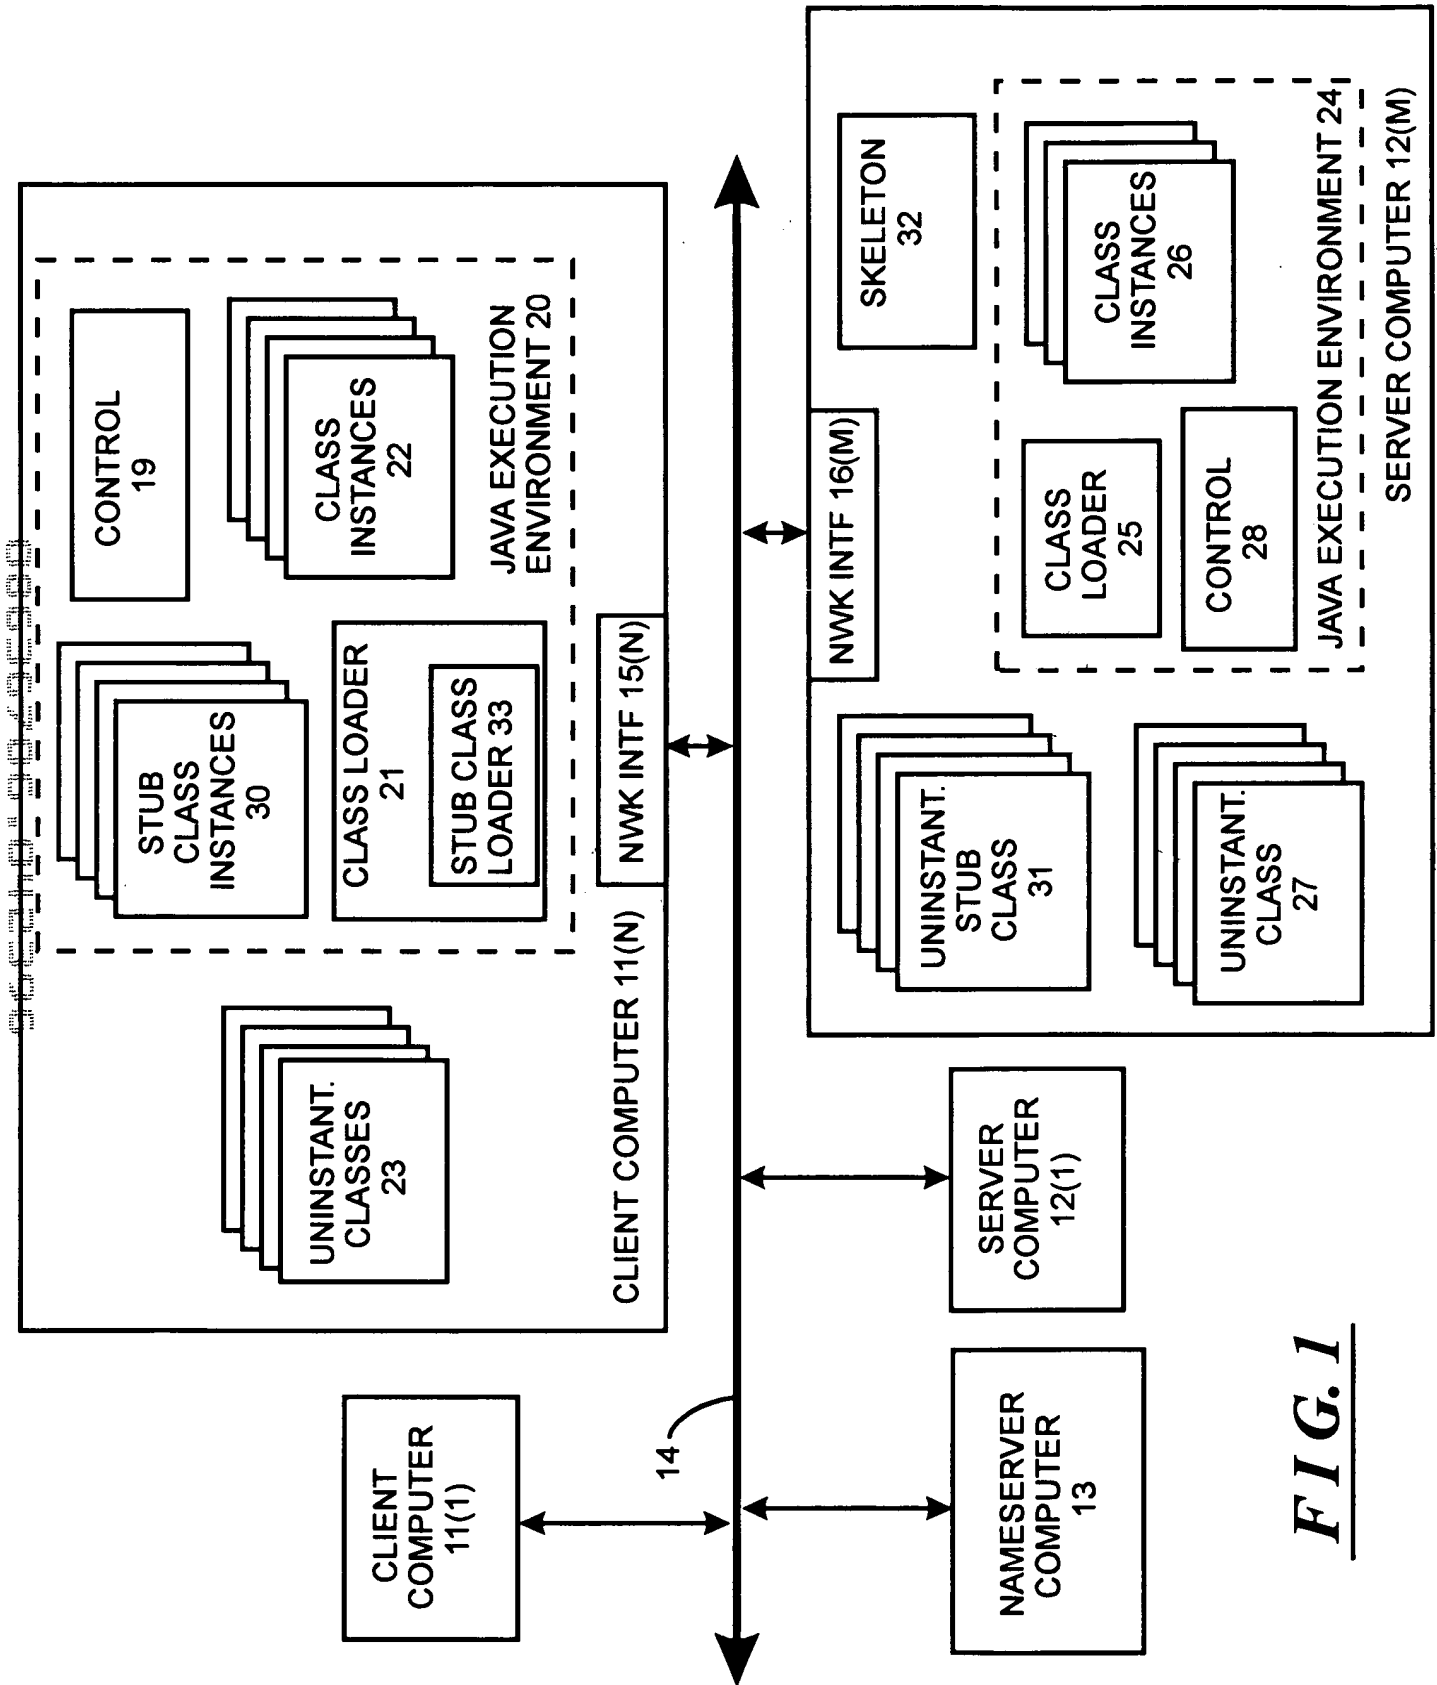 CLIENT
COMPUTER
11(1)
UNINSTANT.
CLASSES
23
STUB
CLASS
INSTANCES
30
CONTROL
19
CLASS LOADER
21
STUB CLASS
LOADER 33
CLASS
INSTANCES
22
JAVA EXECUTION
ENVIRONMENT 20
CLIENT COMPUTER 11(N)
NWK INTF 15(N)
14
NAMESERVER
COMPUTER
13
SERVER
COMPUTER
12(1)
UNINSTANT.
STUB
CLASS
31
UNINSTANT.
CLASS
27
NWK INTF 16(M)
SKELETON
32
CLASS
LOADER
25
CLASS
INSTANCES
26
CONTROL
28
JAVA EXECUTION ENVIRONMENT 24
SERVER COMPUTER 12(M)
FIG. 1